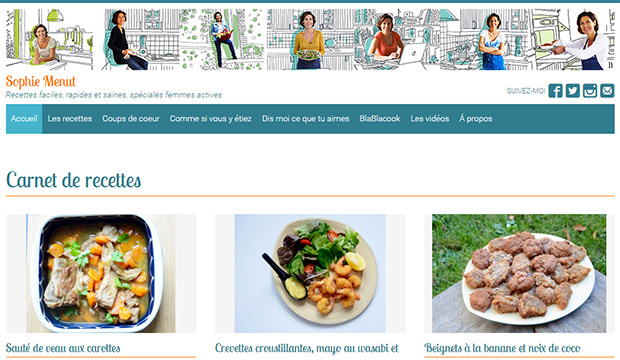 Sophie Menut
Recettes faciles, rapides et saines, spéciales femmes actives
SUIVEZ-MOI
Accueil Les recettes Coups de coeur Comme si vous y étiez Dis moi ce que tu aimes BlaBlacook Les vidéos À propos
Carnet de recettes
Sauté de veau aux carottes
Crevettes croustillantes, mayo au wasabi et
Beignets à la banane et noix de coco